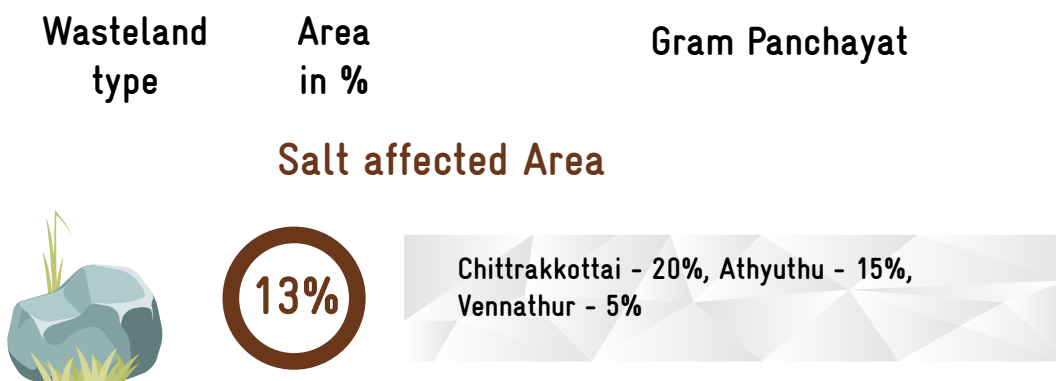 Wasteland
type
Area
in %
Gram Panchayat
Salt affected Area
13%
Chittrakkottai - 20%, Athyuthu - 15%,
Vennathur - 5%